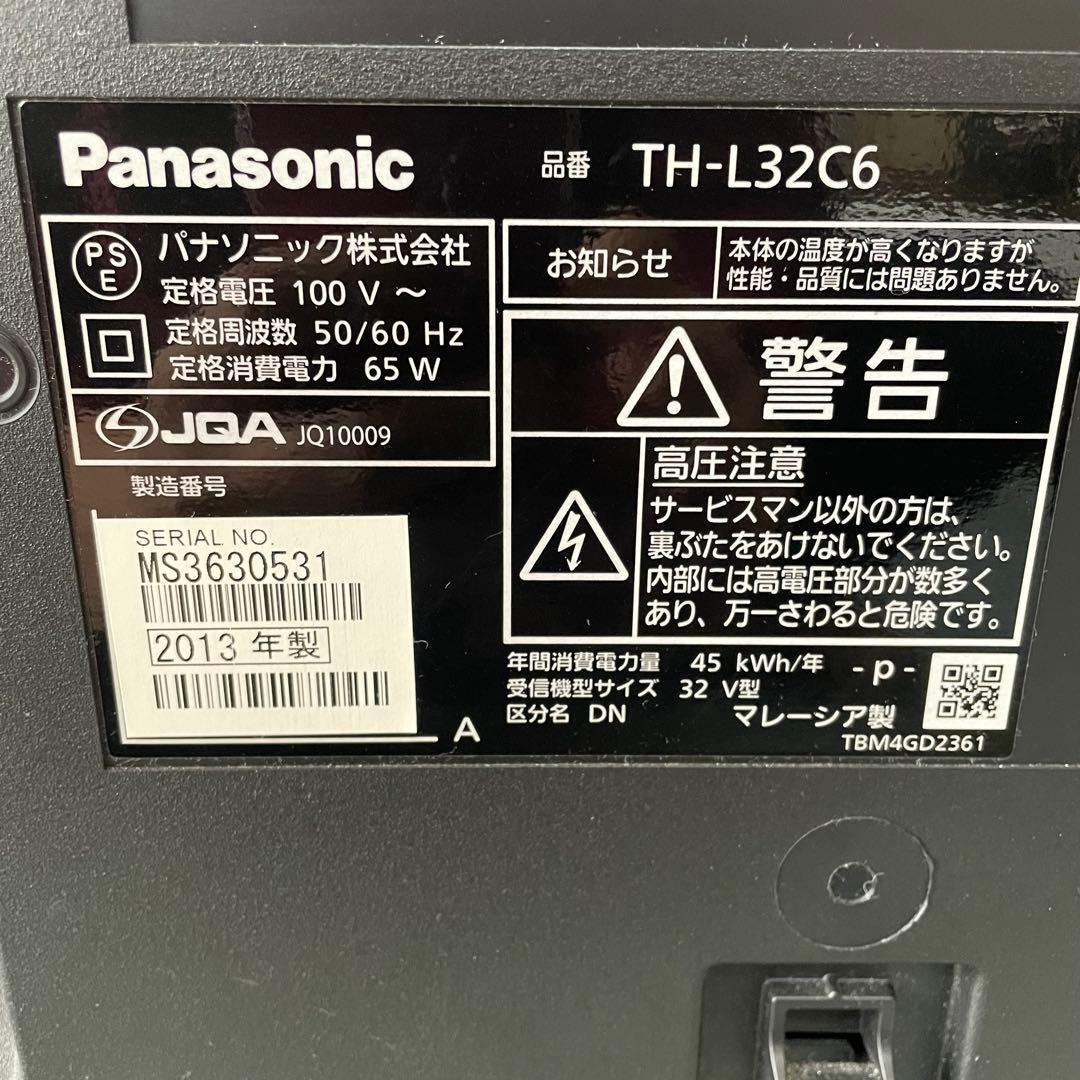 Panasonic
品番 TH-L32C6
PSE
パナソニック株式会社
定格電圧 100 V ～
定格周波数 50/60 Hz
定格消費電力 65 W
JQA JQ10009
製造番号
SERIAL NO.
MS3630531
2013 年製
A
お知らせ
本体の温度が高くなりますが
性能・品質には問題ありません。
警告
高圧注意
サービスマン以外の方は、
裏ぶたをあけないでください。
内部には高電圧部分が数多く
あり、万一さわると危険です。
年間消費電力量 45 kWh/年
受信機型サイズ 32 V型
区分名 DN
-p-
マレーシア製
TBM4GD2361